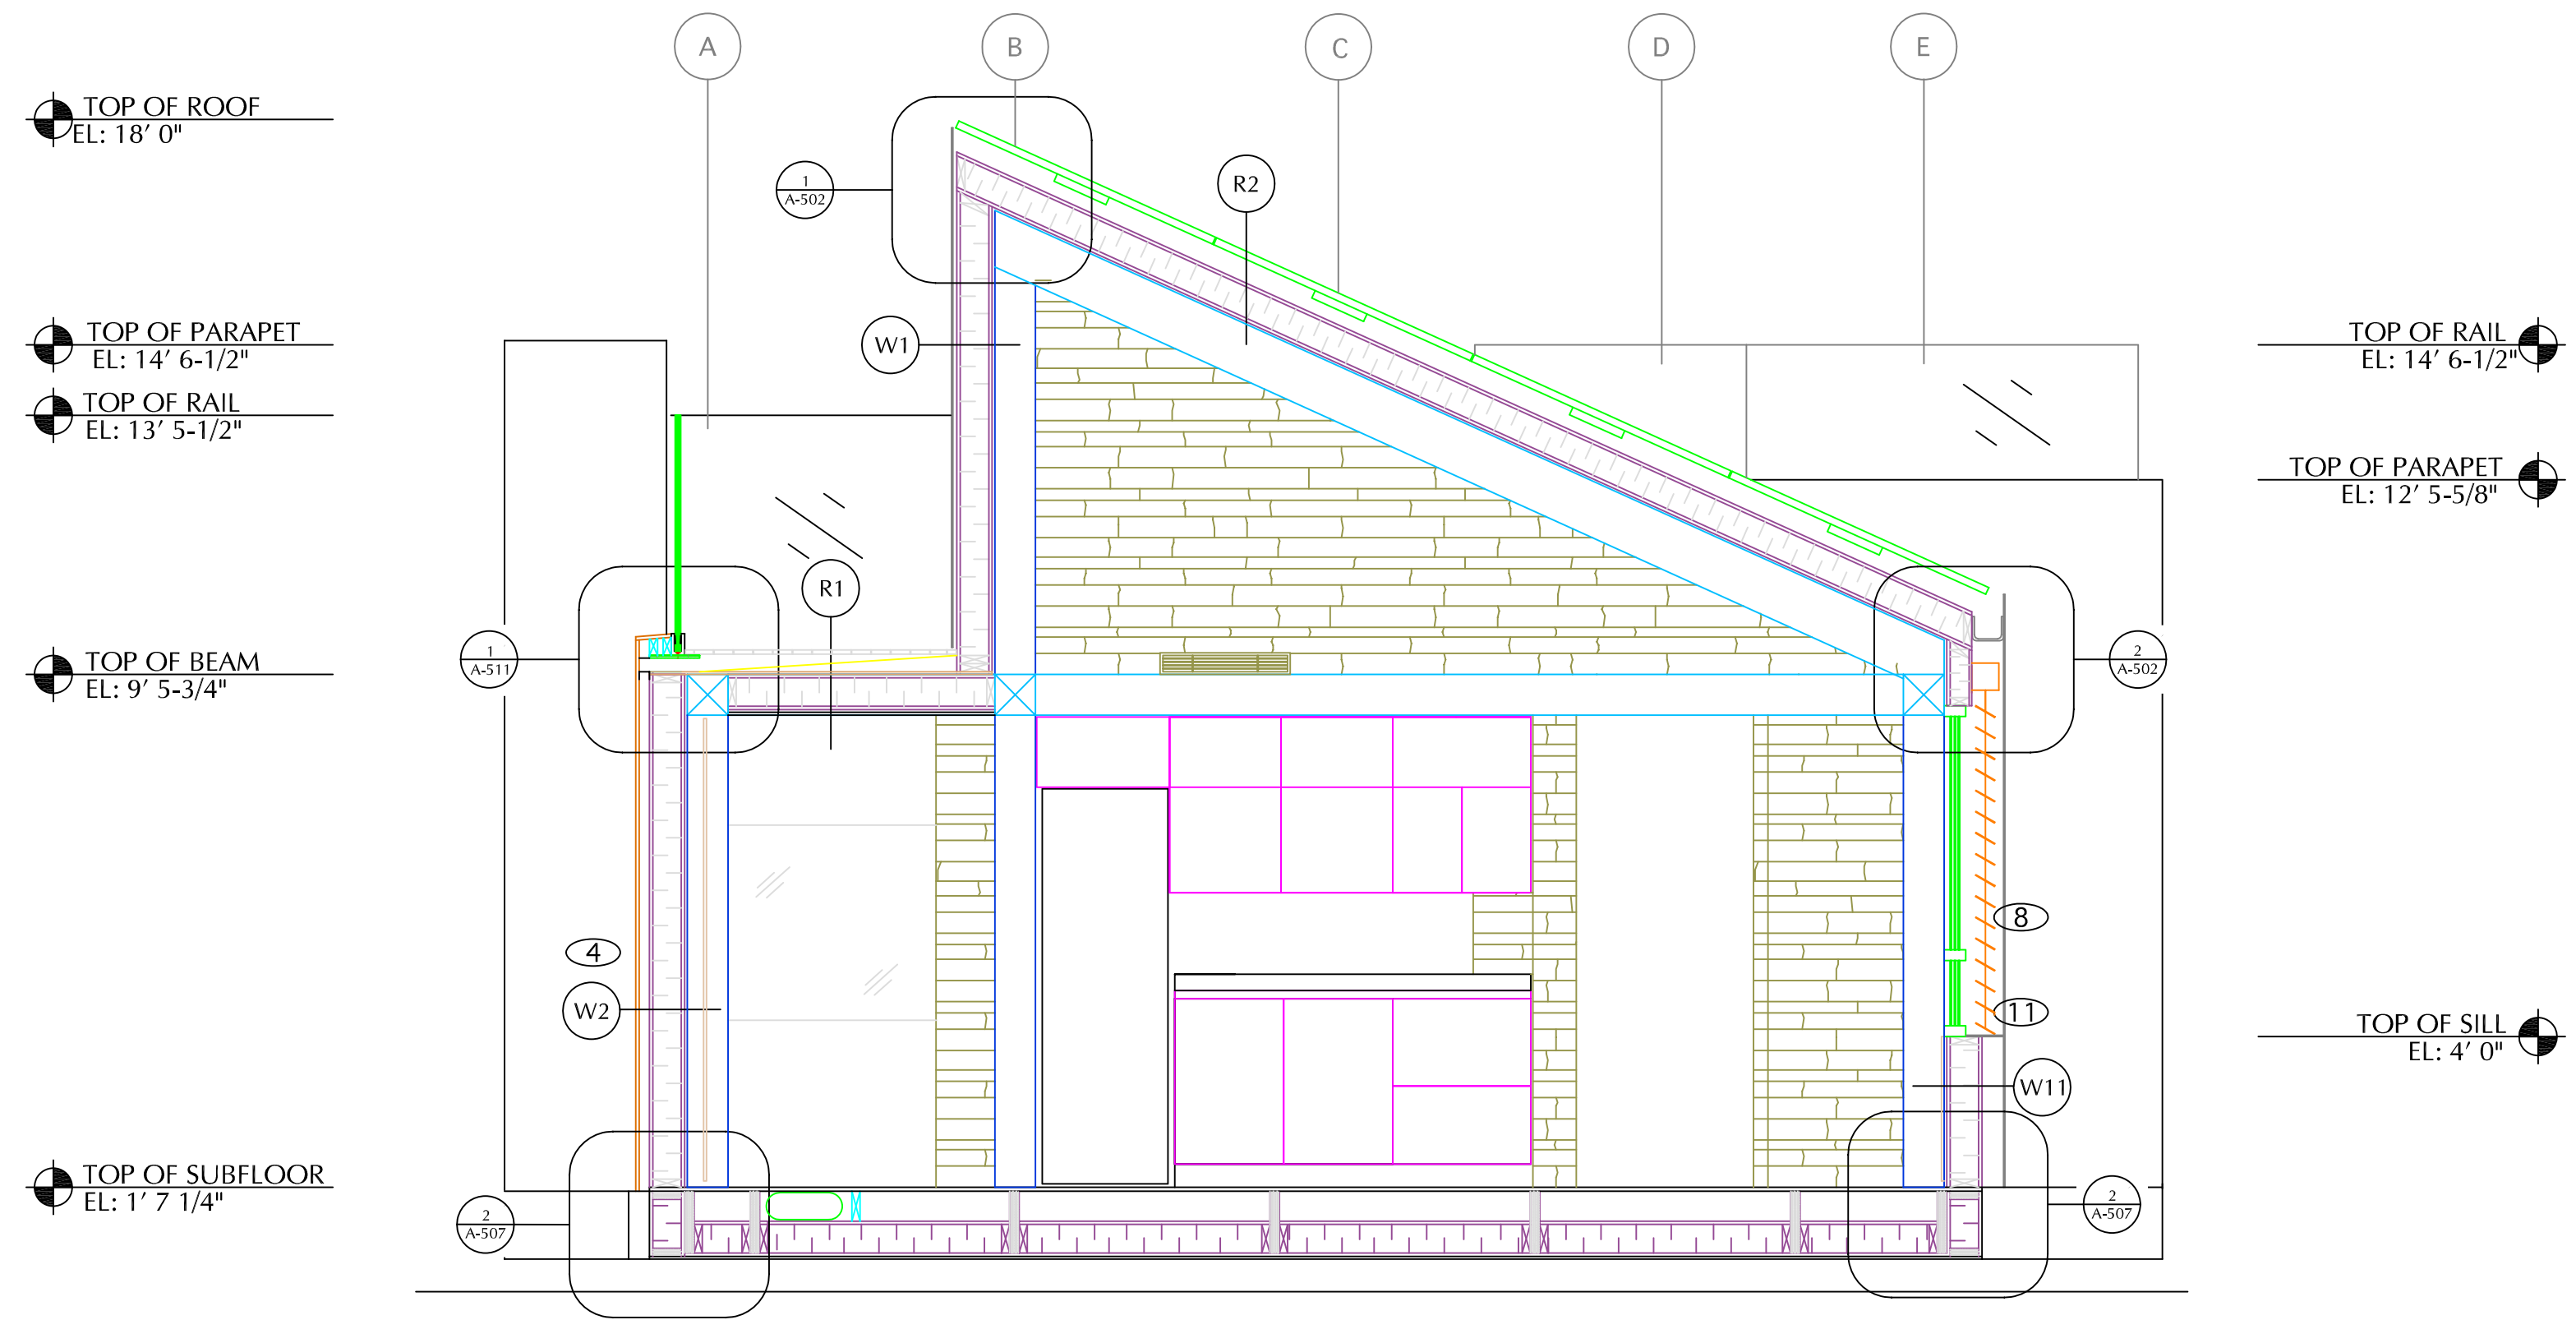 A B C D E
TOP OF ROOF
EL: 18' 0"
1
A-502
R2
TOP OF PARAPET
EL: 14' 6-1/2"
W1
TOP OF RAIL
EL: 14' 6-1/2"
TOP OF RAIL
EL: 13' 5-1/2"
TOP OF PARAPET
EL: 12' 5-5/8"
R1
TOP OF BEAM
EL: 9' 5-3/4"
1
A-511
2
A-502
8
4
W2
11
TOP OF SILL
EL: 4' 0"
W11
TOP OF SUBFLOOR
EL: 1' 7 1/4"
2
A-507
2
A-507